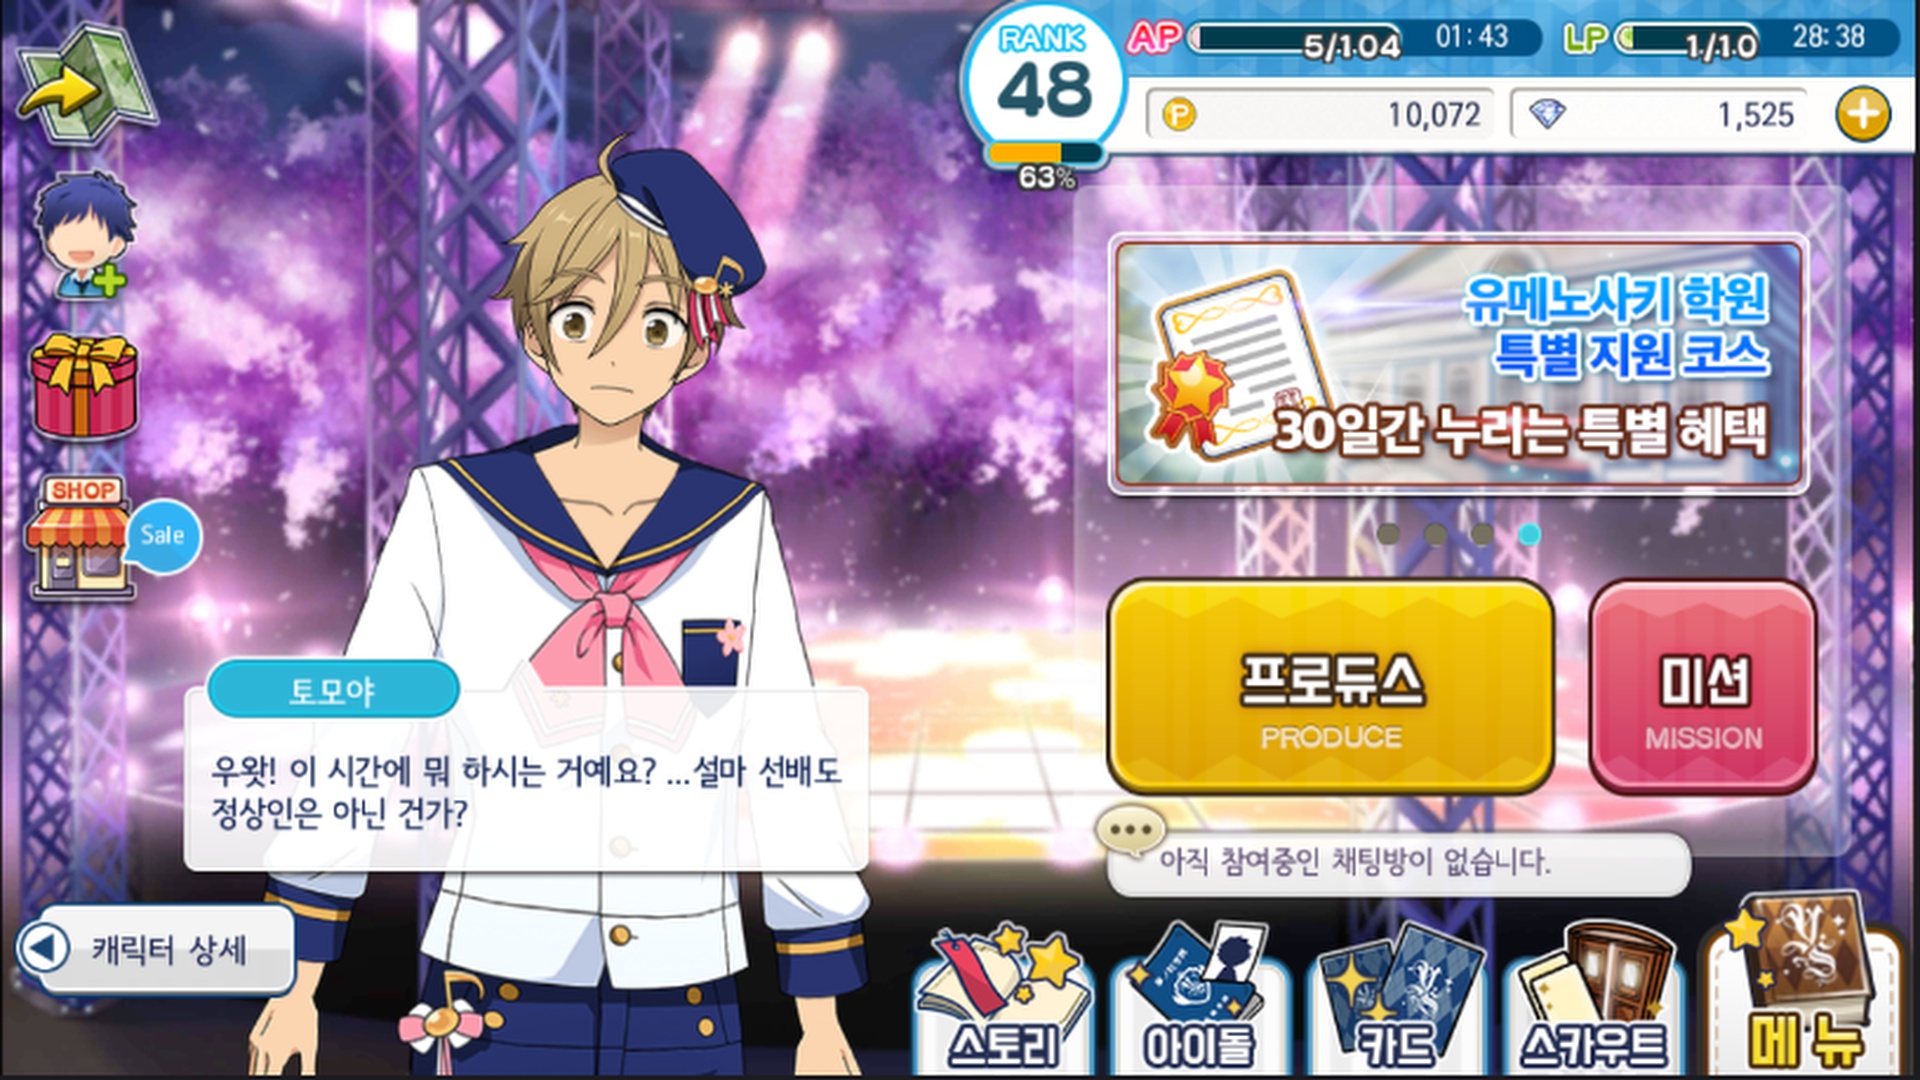 RANK
48
63%
AP
5/104
01:43
LP
1/10
28:38
10,072
1,525
유메노사키 학원
특별 지원 코스
30일간 누리는 특별 혜택
SHOP
Sale
토모야
우왓! 이 시간에 뭐 하시는 거예요? ...설마 선배도
정상인은 아닌 건가?
프로듀스
PRODUCE
미션
MISSION
아직 참여중인 채팅방이 없습니다.
캐릭터 상세
스토리
아이돌
카드
스카우트
메뉴